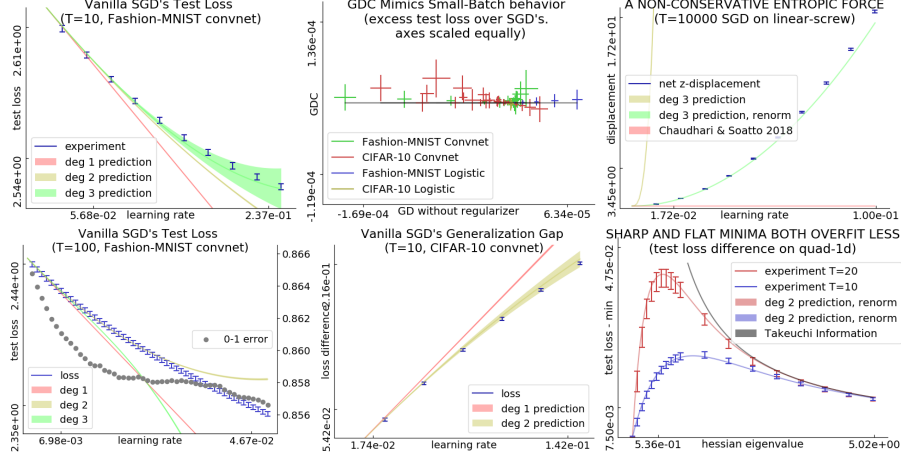 Vanilla SGD's Test Loss
(T=10, Fashion-MNIST convnet)
2.61e+00
test loss
2.54e+00
experiment
deg 1 prediction
deg 2 prediction
deg 3 prediction
5.68e-02
learning rate
2.37e-01
GDC Mimics Small-Batch behavior
(excess test loss over SGD's.
axes scaled equally)
1.36e-04
GDC
-1.19e-04
Fashion-MNIST Convnet
CIFAR-10 Convnet
Fashion-MNIST Logistic
CIFAR-10 Logistic
-1.69e-04
GD without regularizer
6.34e-05
A NON-CONSERVATIVE ENTROPIC FORCE
(T=10000 SGD on linear-screw)
1.72e+01
displacement
3.45e+00
net z-displacement
deg 3 prediction
deg 3 prediction, renorm
Chaudhari & Soatto 2018
1.72e-02
learning rate
1.00e-01
Vanilla SGD's Test Loss
(T=100, Fashion-MNIST convnet)
2.44e+00
test loss
2.35e+00
0.866
0.864
0.862
0.860
0.858
0.856
0-1 error
loss
deg 1
deg 2
deg 3
6.98e-03
learning rate
4.67e-02
Vanilla SGD's Generalization Gap
(T=10, CIFAR-10 convnet)
2.16e-01
loss difference
5.42e-02
loss
deg 1 prediction
deg 2 prediction
1.74e-02
learning rate
1.42e-01
SHARP AND FLAT MINIMA BOTH OVERFIT LESS
(test loss difference on quad-1d)
4.75e-02
test loss - min
7.50e-03
experiment T=20
experiment T=10
deg 2 prediction, renorm
deg 2 prediction, renorm
Takeuchi Information
5.36e-01
hessian eigenvalue
5.02e+00